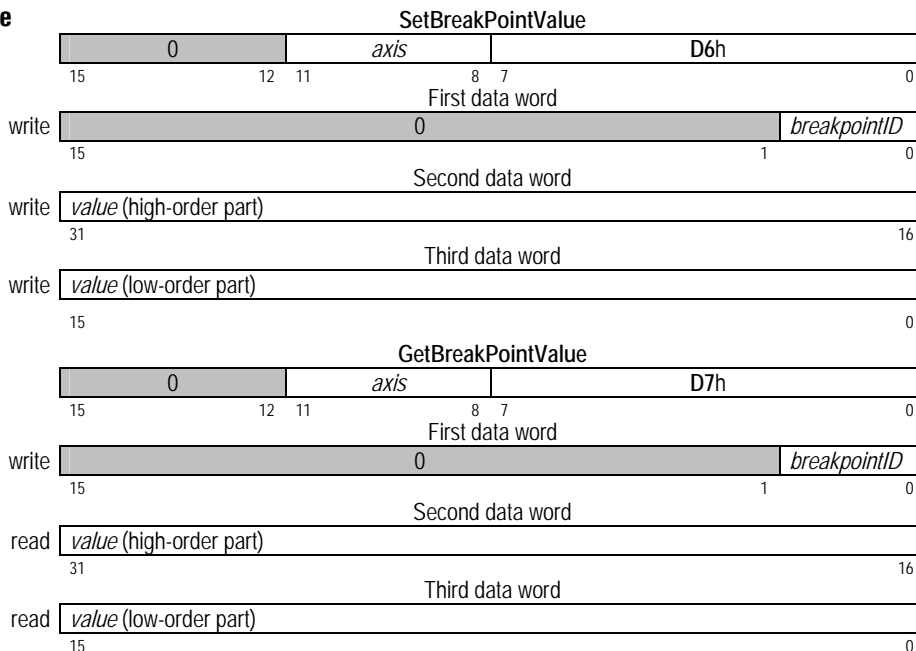 e
SetBreakPointValue
0 axis D6h
15 12 11 8 7 0
First data word
write 0 breakpointID
15 1 0
Second data word
write value (high-order part)
31 16
Third data word
write value (low-order part)
15 0
GetBreakPointValue
0 axis D7h
15 12 11 8 7 0
First data word
write 0 breakpointID
15 1 0
Second data word
read value (high-order part)
31 16
Third data word
read value (low-order part)
15 0